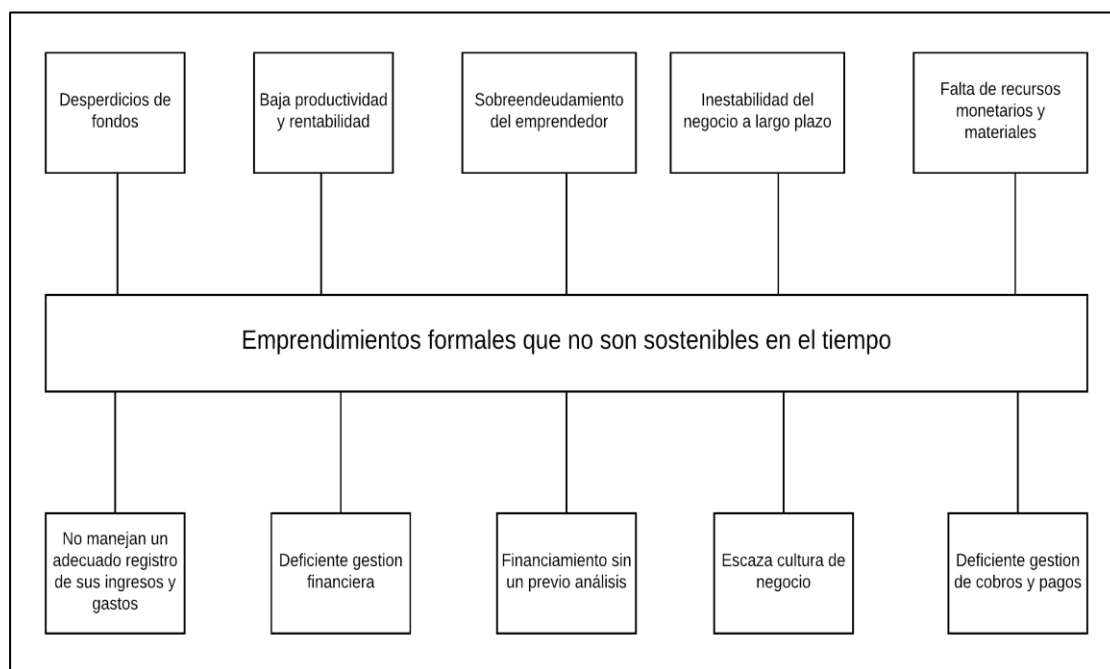 Desperdicios de
fondos
Baja productividad
y rentabilidad
Sobreendeudamiento
del emprendedor
Inestabilidad del
negocio a largo plazo
Falta de recursos
monetarios y
materiales
Emprendimientos formales que no son sostenibles en el tiempo
No manejan un
adecuado registro
de sus ingresos y
gastos
Deficiente gestion
financiera
Financiamiento sin
un previo análisis
Escaza cultura de
negocio
Deficiente gestion
de cobros y pagos